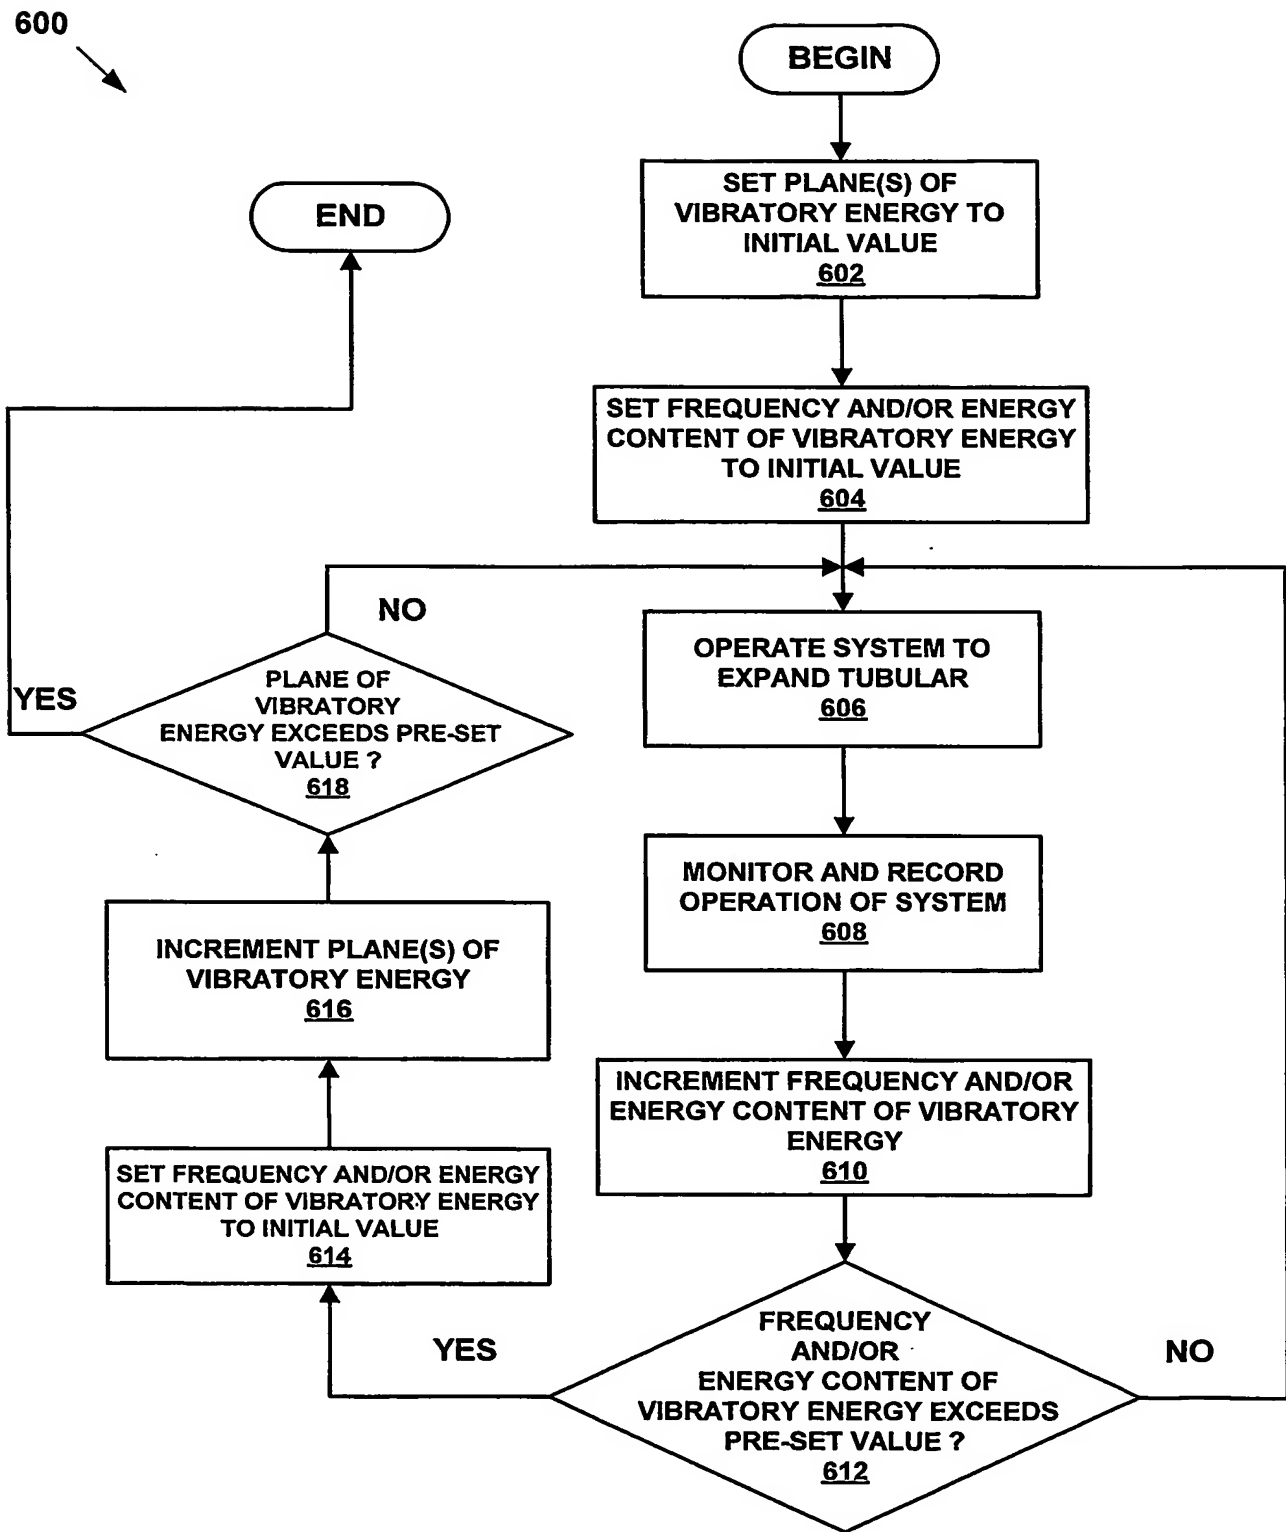 600
BEGIN
SET PLANE(S) OF
VIBRATORY ENERGY TO
INITIAL VALUE
602
END
SET FREQUENCY AND/OR ENERGY
CONTENT OF VIBRATORY ENERGY
TO INITIAL VALUE
604
NO
OPERATE SYSTEM TO
EXPAND TUBULAR
606
YES
PLANE OF
VIBRATORY
ENERGY EXCEEDS PRE-SET
VALUE ?
618
MONITOR AND RECORD
OPERATION OF SYSTEM
608
INCREMENT PLANE(S) OF
VIBRATORY ENERGY
616
INCREMENT FREQUENCY AND/OR
ENERGY CONTENT OF VIBRATORY
ENERGY
610
SET FREQUENCY AND/OR ENERGY
CONTENT OF VIBRATORY ENERGY
TO INITIAL VALUE
614
YES
FREQUENCY
AND/OR
ENERGY CONTENT OF
VIBRATORY ENERGY EXCEEDS
PRE-SET VALUE ?
612
NO